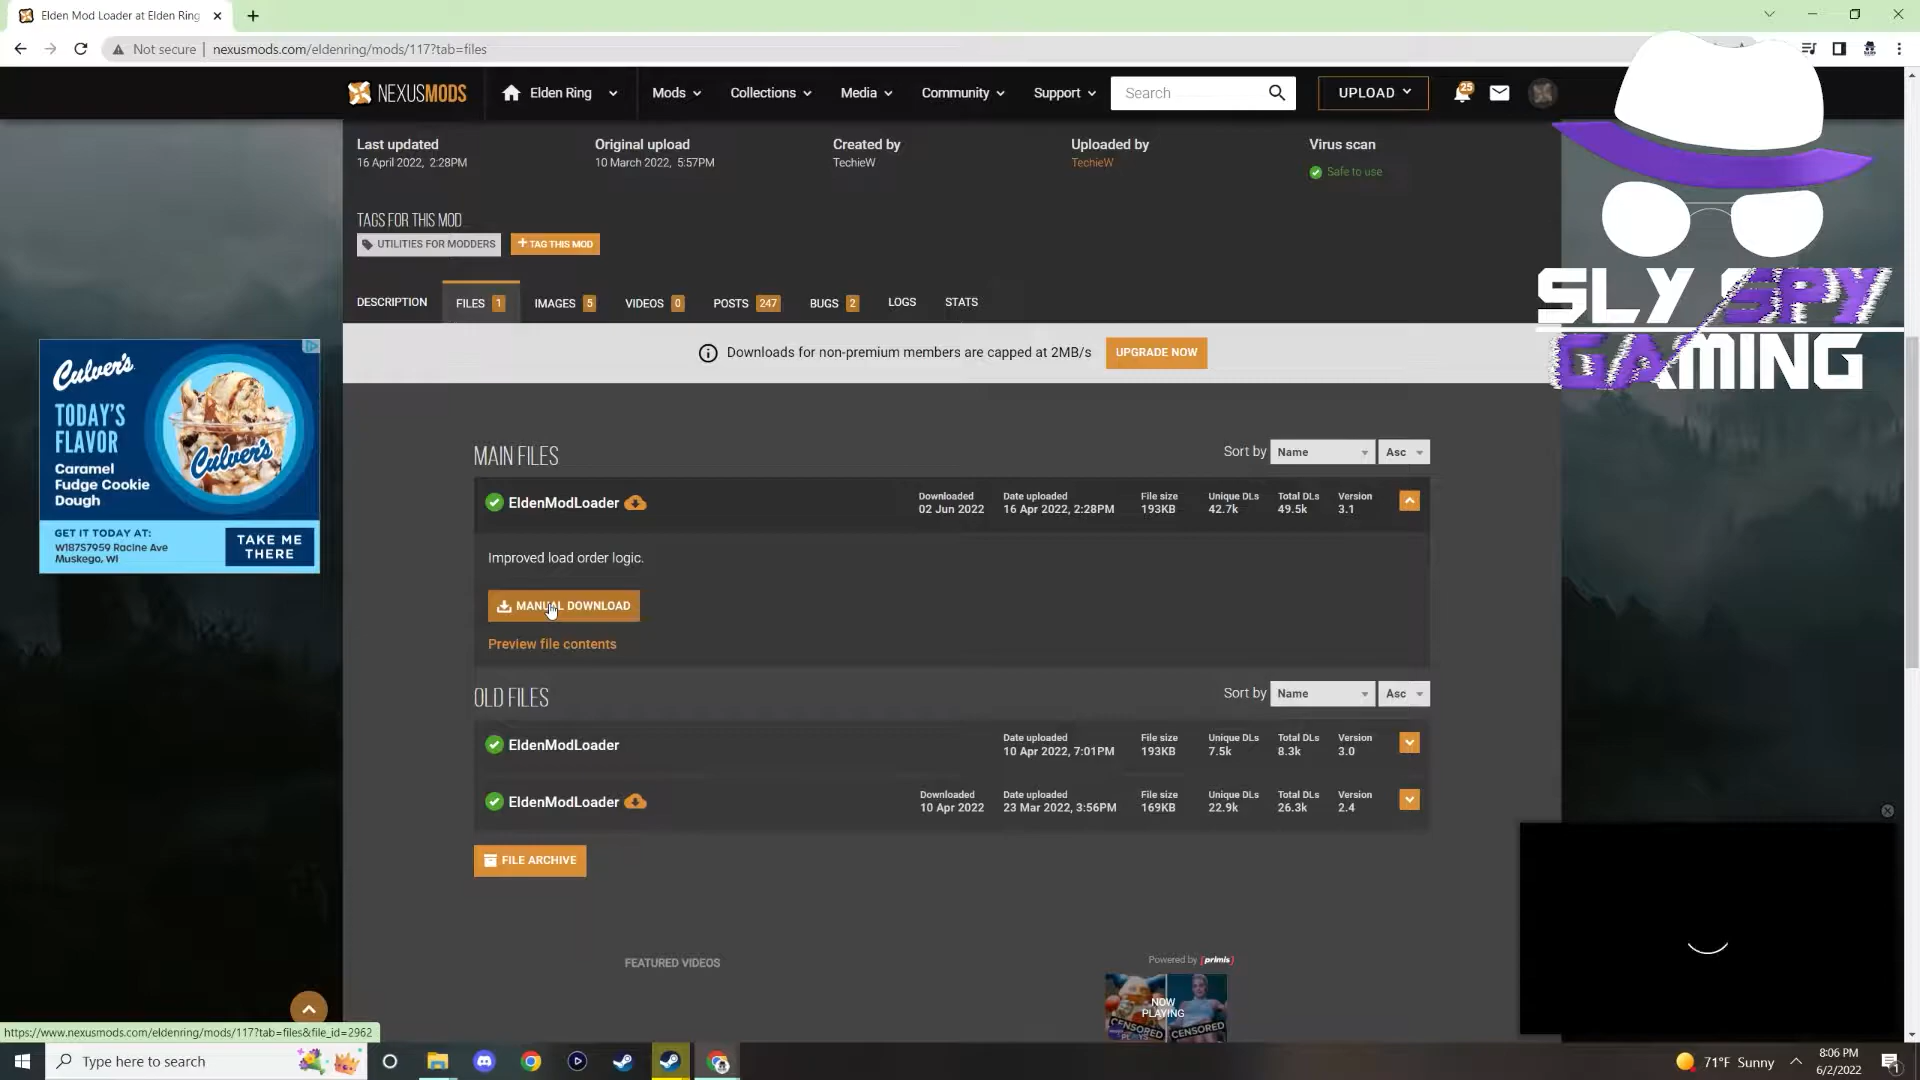 Elden Mod Loader at Elden Ring
Not secure
nexusmods.com/eldenring/mods/117?tab=files
NEXUSMODS
Elden Ring
Mods
Collections
Media
Community
Support
Search
UPLOAD
25
Last updated
16 April 2022, 2:28PM
Original upload
10 March 2022, 5:57PM
Created by
TechieW
Uploaded by
TechieW
Virus scan
Safe to use
TAGS FOR THIS MOD
UTILITIES FOR MODDERS
+ TAG THIS MOD
DESCRIPTION
FILES 1
IMAGES 5
VIDEOS 0
POSTS 247
BUGS 2
LOGS
STATS
SLY SPY
GAMING
Downloads for non-premium members are capped at 2MB/s
UPGRADE NOW
Culver's
TODAY'S
FLAVOR
Caramel
Fudge Cookie
Dough
Culver's
GET IT TODAY AT:
W187S7959 Racine Ave
Muskego, WI
TAKE ME
THERE
MAIN FILES
Sort by Name Asc
EldenModLoader
Downloaded
02 Jun 2022
Date uploaded
16 Apr 2022, 2:28PM
File size
193KB
Unique DLs
42.7k
Total DLs
49.5k
Version
3.1
Improved load order logic.
MANUAL DOWNLOAD
Preview file contents
OLD FILES
Sort by Name Asc
EldenModLoader
Date uploaded
10 Apr 2022, 7:01PM
File size
193KB
Unique DLs
7.5k
Total DLs
8.3k
Version
3.0
EldenModLoader
Downloaded
10 Apr 2022
Date uploaded
23 Mar 2022, 3:56PM
File size
169KB
Unique DLs
22.9k
Total DLs
26.3k
Version
2.4
FILE ARCHIVE
FEATURED VIDEOS
Powered by [primis]
NOW
PLAYING
CENSORED
CENSORED
https://www.nexusmods.com/eldenring/mods/117?tab=files&file_id=2962
Type here to search
71°F Sunny
8:06 PM
6/2/2022
1